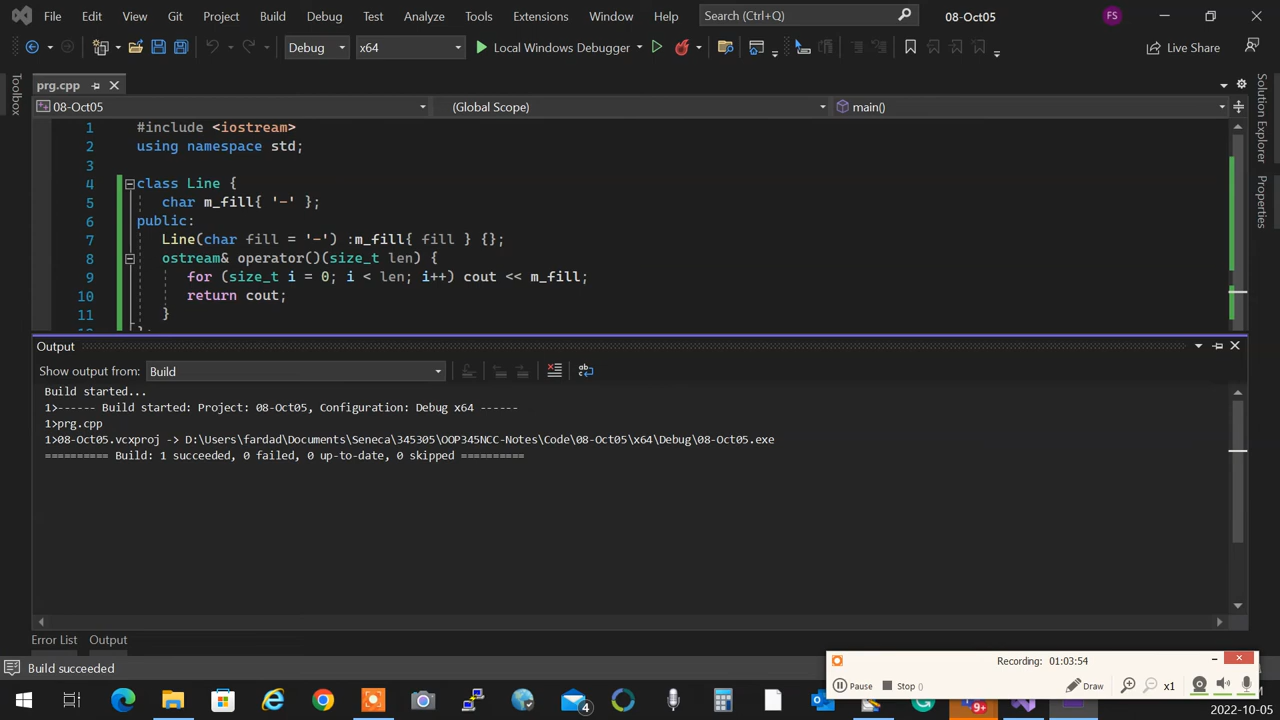 File Edit View Git Project Build Debug Test Analyze Tools Extensions Window Help Search (Ctrl+Q) 08-Oct05 FS
Debug x64 Local Windows Debugger Live Share
prg.cpp
08-Oct05 (Global Scope) main()
Toolbox
Solution Explorer
Properties
1 #include <iostream>
2 using namespace std;
3
4 class Line {
5 char m_fill{ '-' };
6 public:
7 Line(char fill = '-') :m_fill{ fill } {};
8 ostream& operator()(size_t len) {
9 for (size_t i = 0; i < len; i++) cout << m_fill;
10 return cout;
11 }
Output
Show output from: Build
Build started...
1>------ Build started: Project: 08-Oct05, Configuration: Debug x64 ------
1>prg.cpp
1>08-Oct05.vcxproj -> D:\Users\fardad\Documents\Seneca\345305\OOP345NCC-Notes\Code\08-Oct05\x64\Debug\08-Oct05.exe
========== Build: 1 succeeded, 0 failed, 0 up-to-date, 0 skipped ==========
Error List Output
Build succeeded
Recording: 01:03:54
Pause Stop () Draw x1
4
9+
2022-10-05